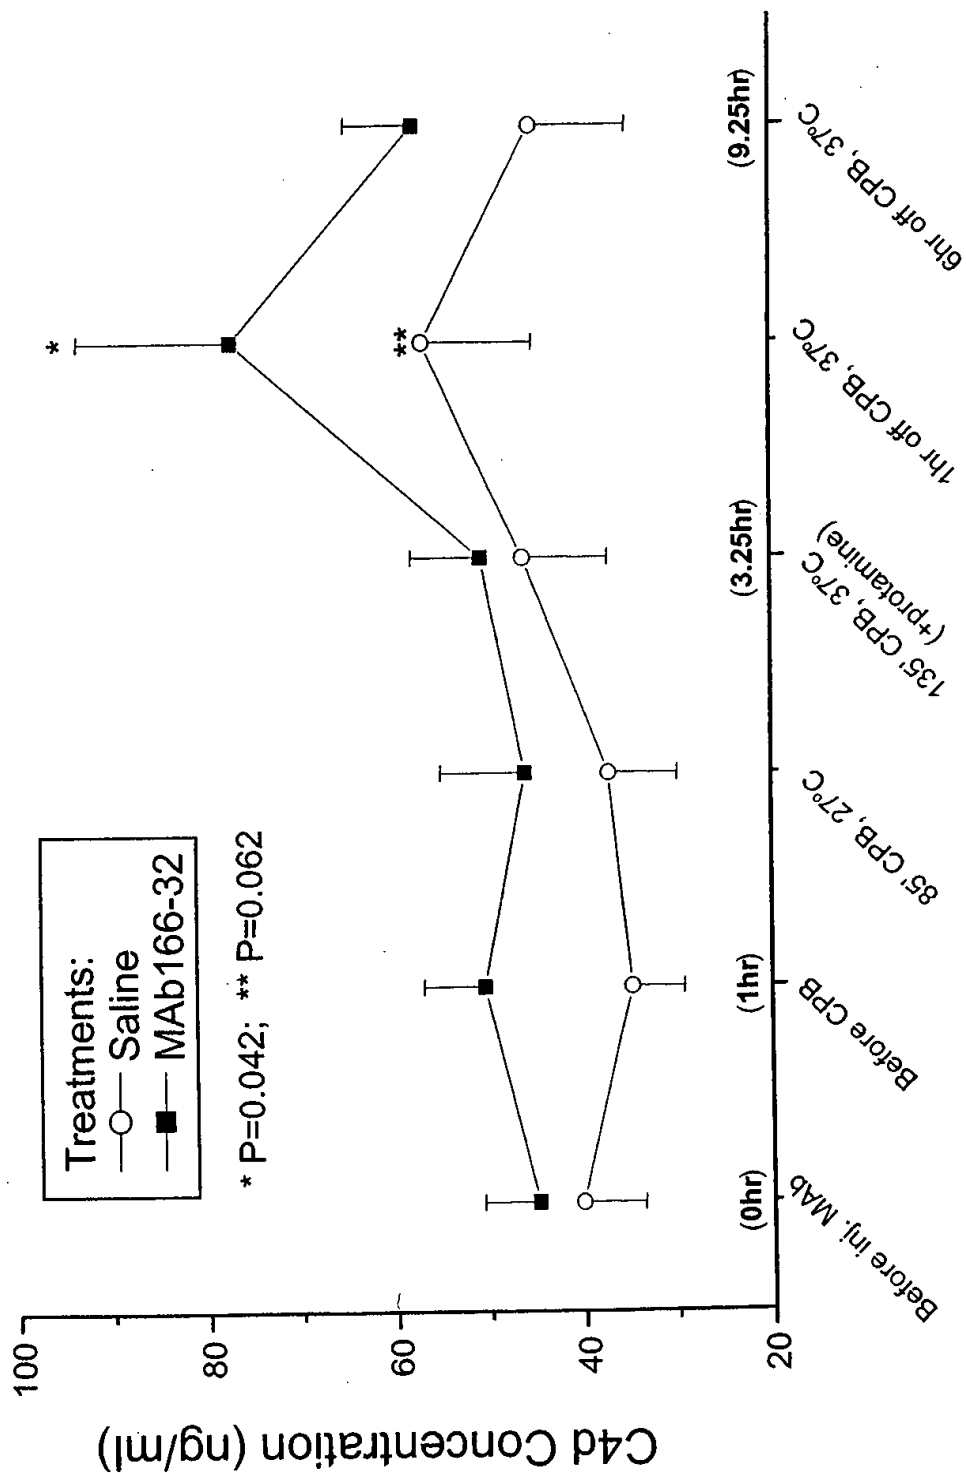 C4d Concentration (ng/ml)
100
80
60
40
20
Treatments:
Saline
MAb166-32
* P=0.042; ** P=0.062
*
**
(0hr)
(1hr)
(3.25hr)
(9.25hr)
Before inj. MAb
Before CPB
85' CPB, 27°C
135' CPB, 37°C
(+protamine)
1hr off CPB, 37°C
6hr off CPB, 37°C